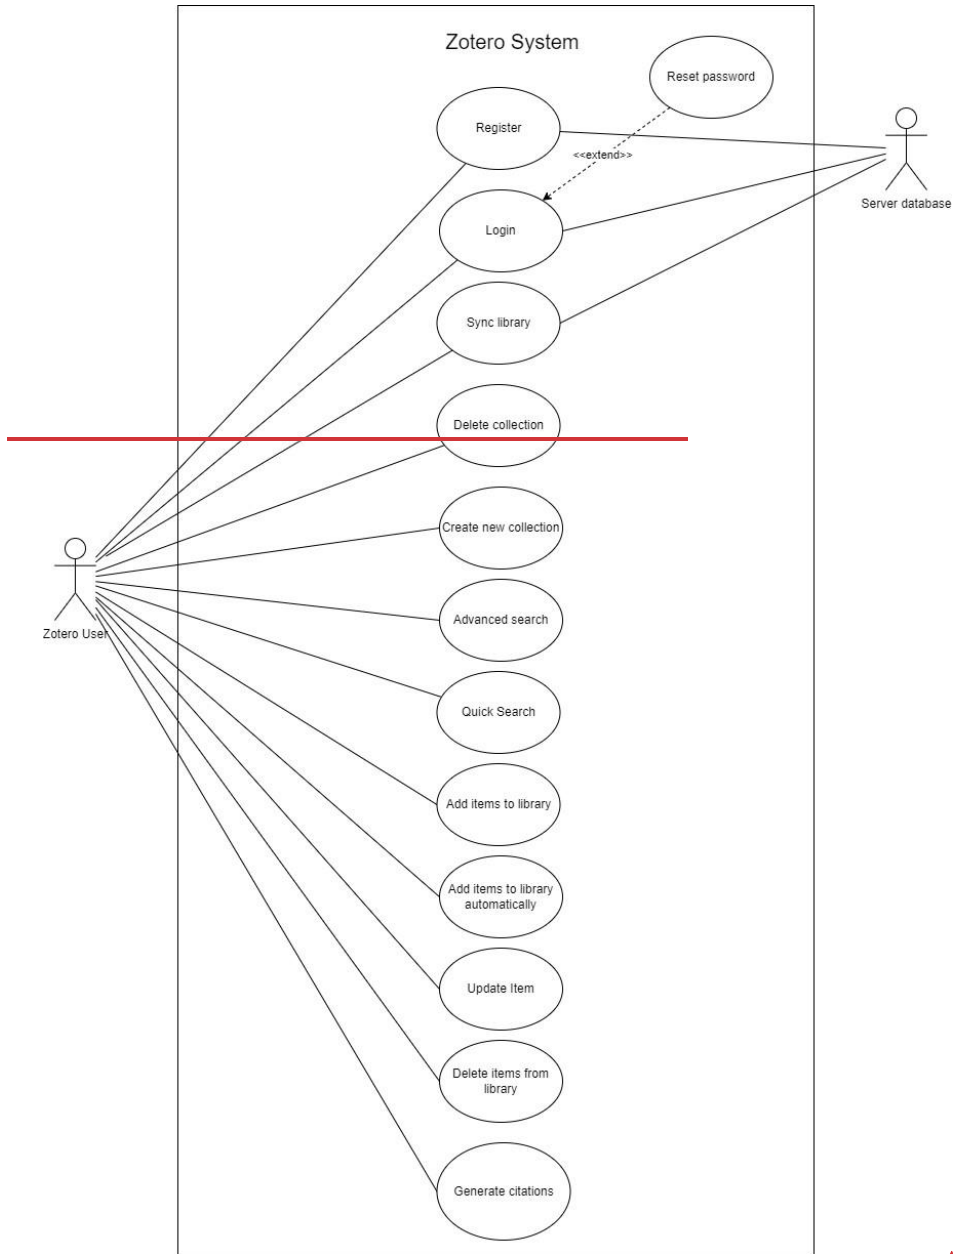 Zotero System
Reset password
Register
<<extend>>
Server database
Login
Sync library
Delete collection
Create new collection
Zotero User
Advanced search
Quick Search
Add items to library
Add items to library
automatically
Update Item
Delete items from
library
Generate citations